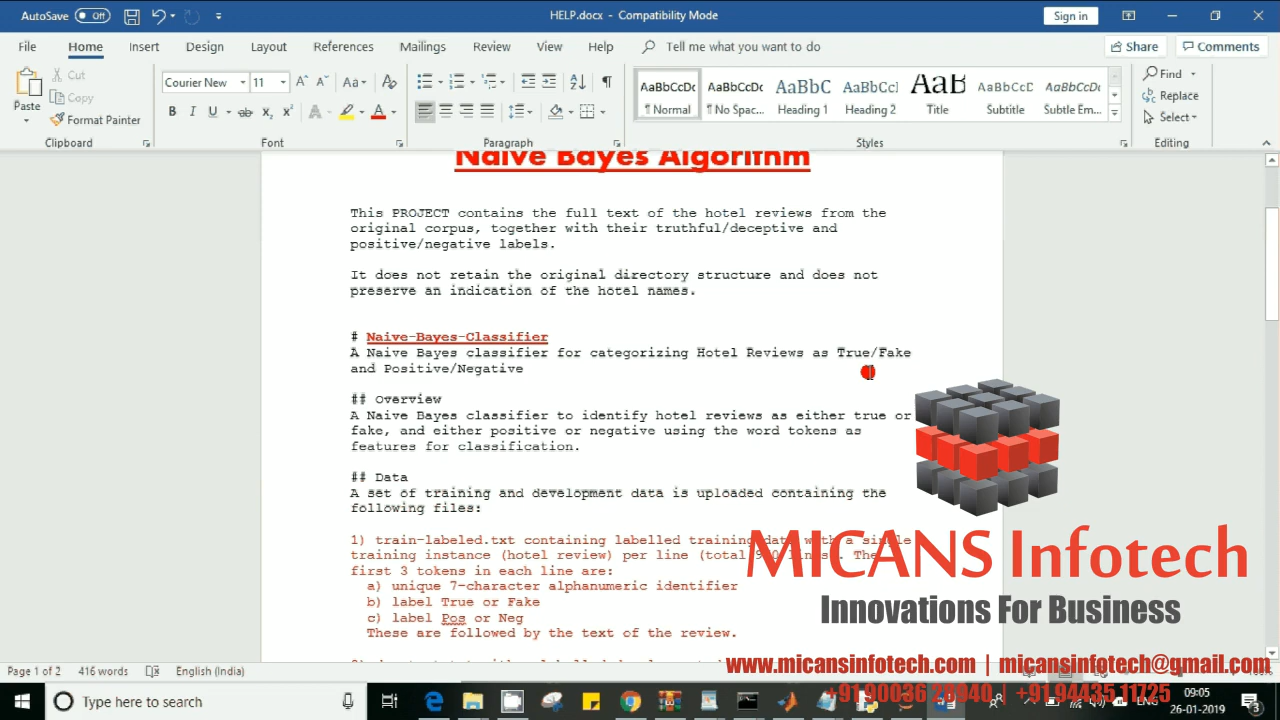 AutoSave Off HELP.docx - Compatibility Mode Sign in
File Home Insert Design Layout References Mailings Review View Help Tell me what you want to do Share Comments
Paste Cut Copy Format Painter
Courier New 11
AaBbCcDc AaBbCcDc AaBbC AaBbCcI AaB AaBbCcD AaBbCcDc
¶ Normal ¶ No Spac... Heading 1 Heading 2 Title Subtitle Subtle Em...
Find Replace Select
Clipboard Font Paragraph Styles Editing
Naive Bayes Algorithm
This PROJECT contains the full text of the hotel reviews from the
original corpus, together with their truthful/deceptive and
positive/negative labels.
It does not retain the original directory structure and does not
preserve an indication of the hotel names.
# Naive-Bayes-Classifier
A Naive Bayes classifier for categorizing Hotel Reviews as True/Fake
and Positive/Negative
## Overview
A Naive Bayes classifier to identify hotel reviews as either true or
fake, and either positive or negative using the word tokens as
features for classification.
## Data
A set of training and development data is uploaded containing the
following files:
1) train-labeled.txt containing labelled training data with a single
training instance (hotel review) per line (total lines). The
first 3 tokens in each line are:
a) unique 7-character alphanumeric identifier
b) label True or Fake
c) label Pos or Neg
These are followed by the text of the review.
MICANS Infotech
Innovations For Business
www.micansinfotech.com | micansinfotech@gmail.com
+91 94435 11725
Page 1 of 2 416 words English (India)
Type here to search
ENG 09:05
26-01-2019
3